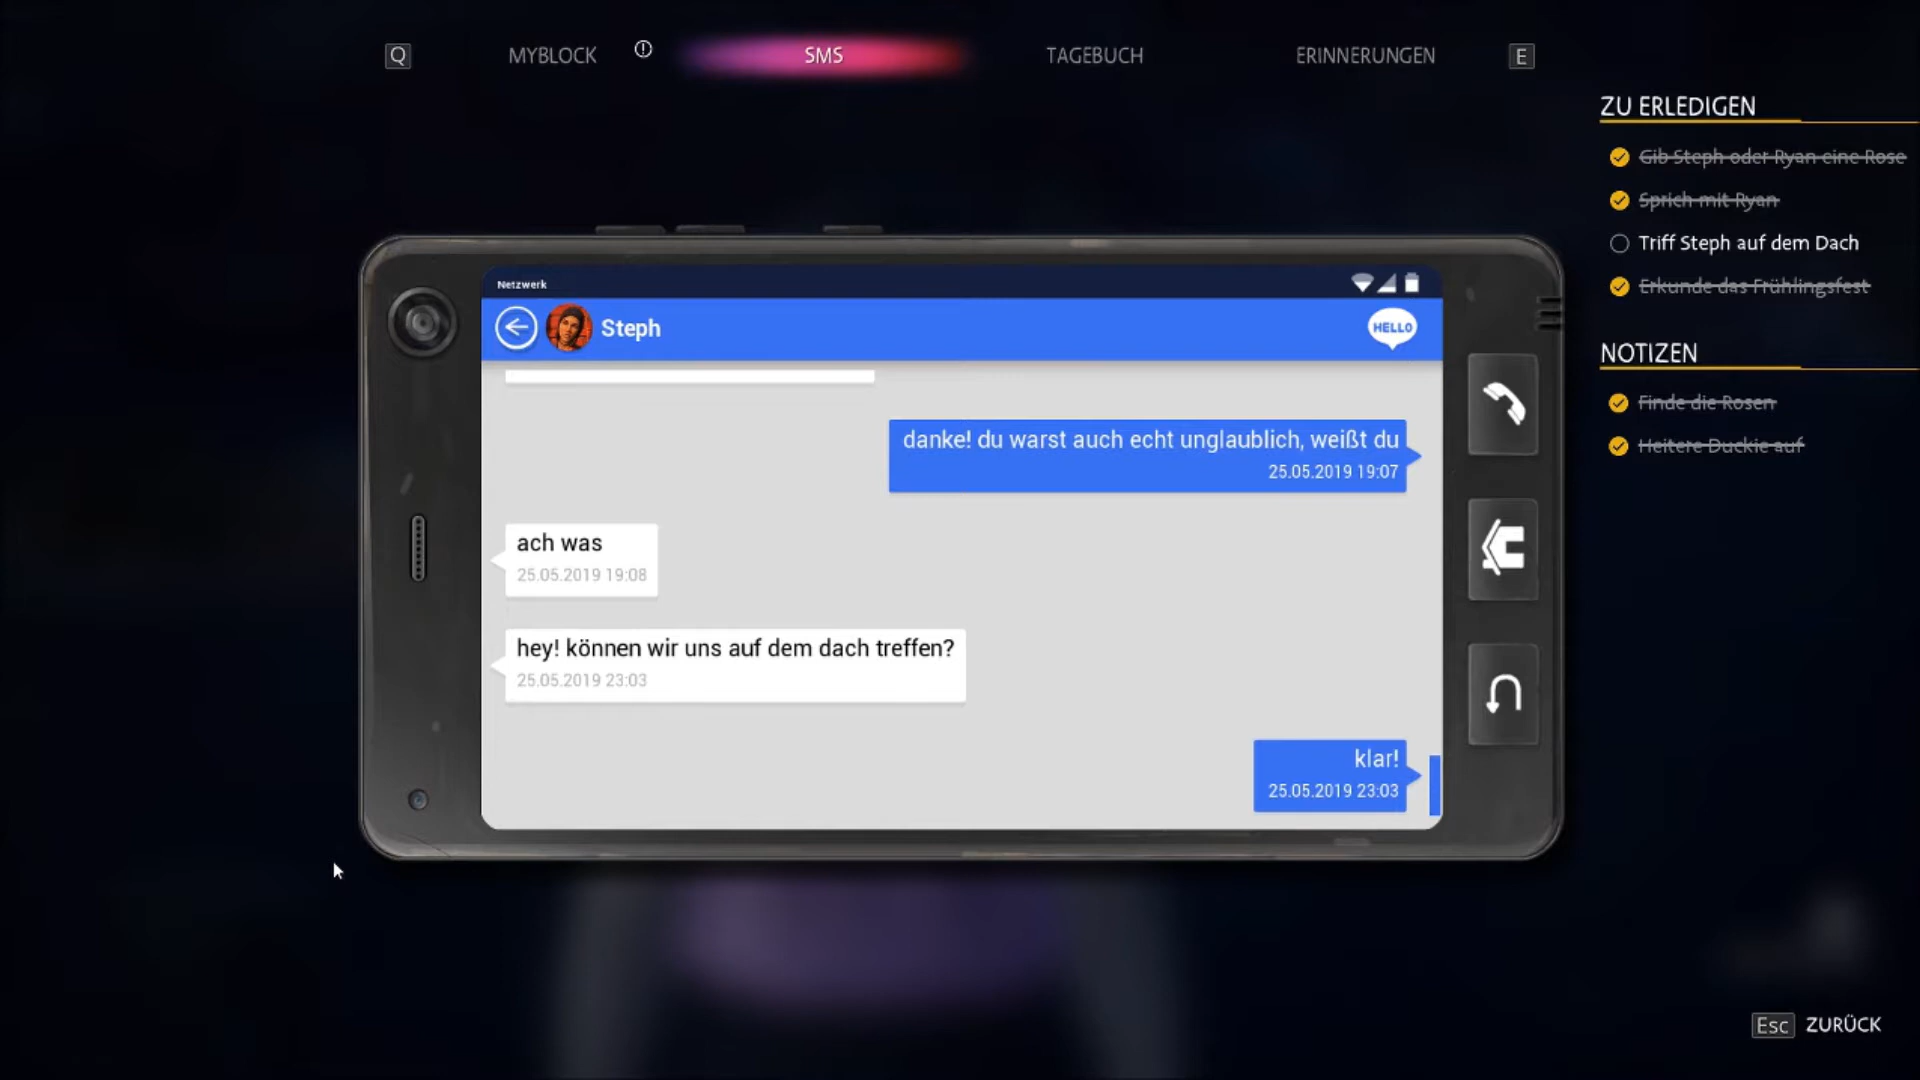 Q
MYBLOCK
SMS
TAGEBUCH
ERINNERUNGEN
E
ZU ERLEDIGEN
Gib Steph oder Ryan eine Rose
Sprich mit Ryan
Triff Steph auf dem Dach
Erkunde das Frühlingsfest
NOTIZEN
Finde die Rosen
Heitere Duckie auf
Netzwerk
Steph
HELLO
danke! du warst auch echt unglaublich, weißt du
25.05.2019 19:07
ach was
25.05.2019 19:08
hey! können wir uns auf dem dach treffen?
25.05.2019 23:03
klar!
25.05.2019 23:03
Esc ZURÜCK